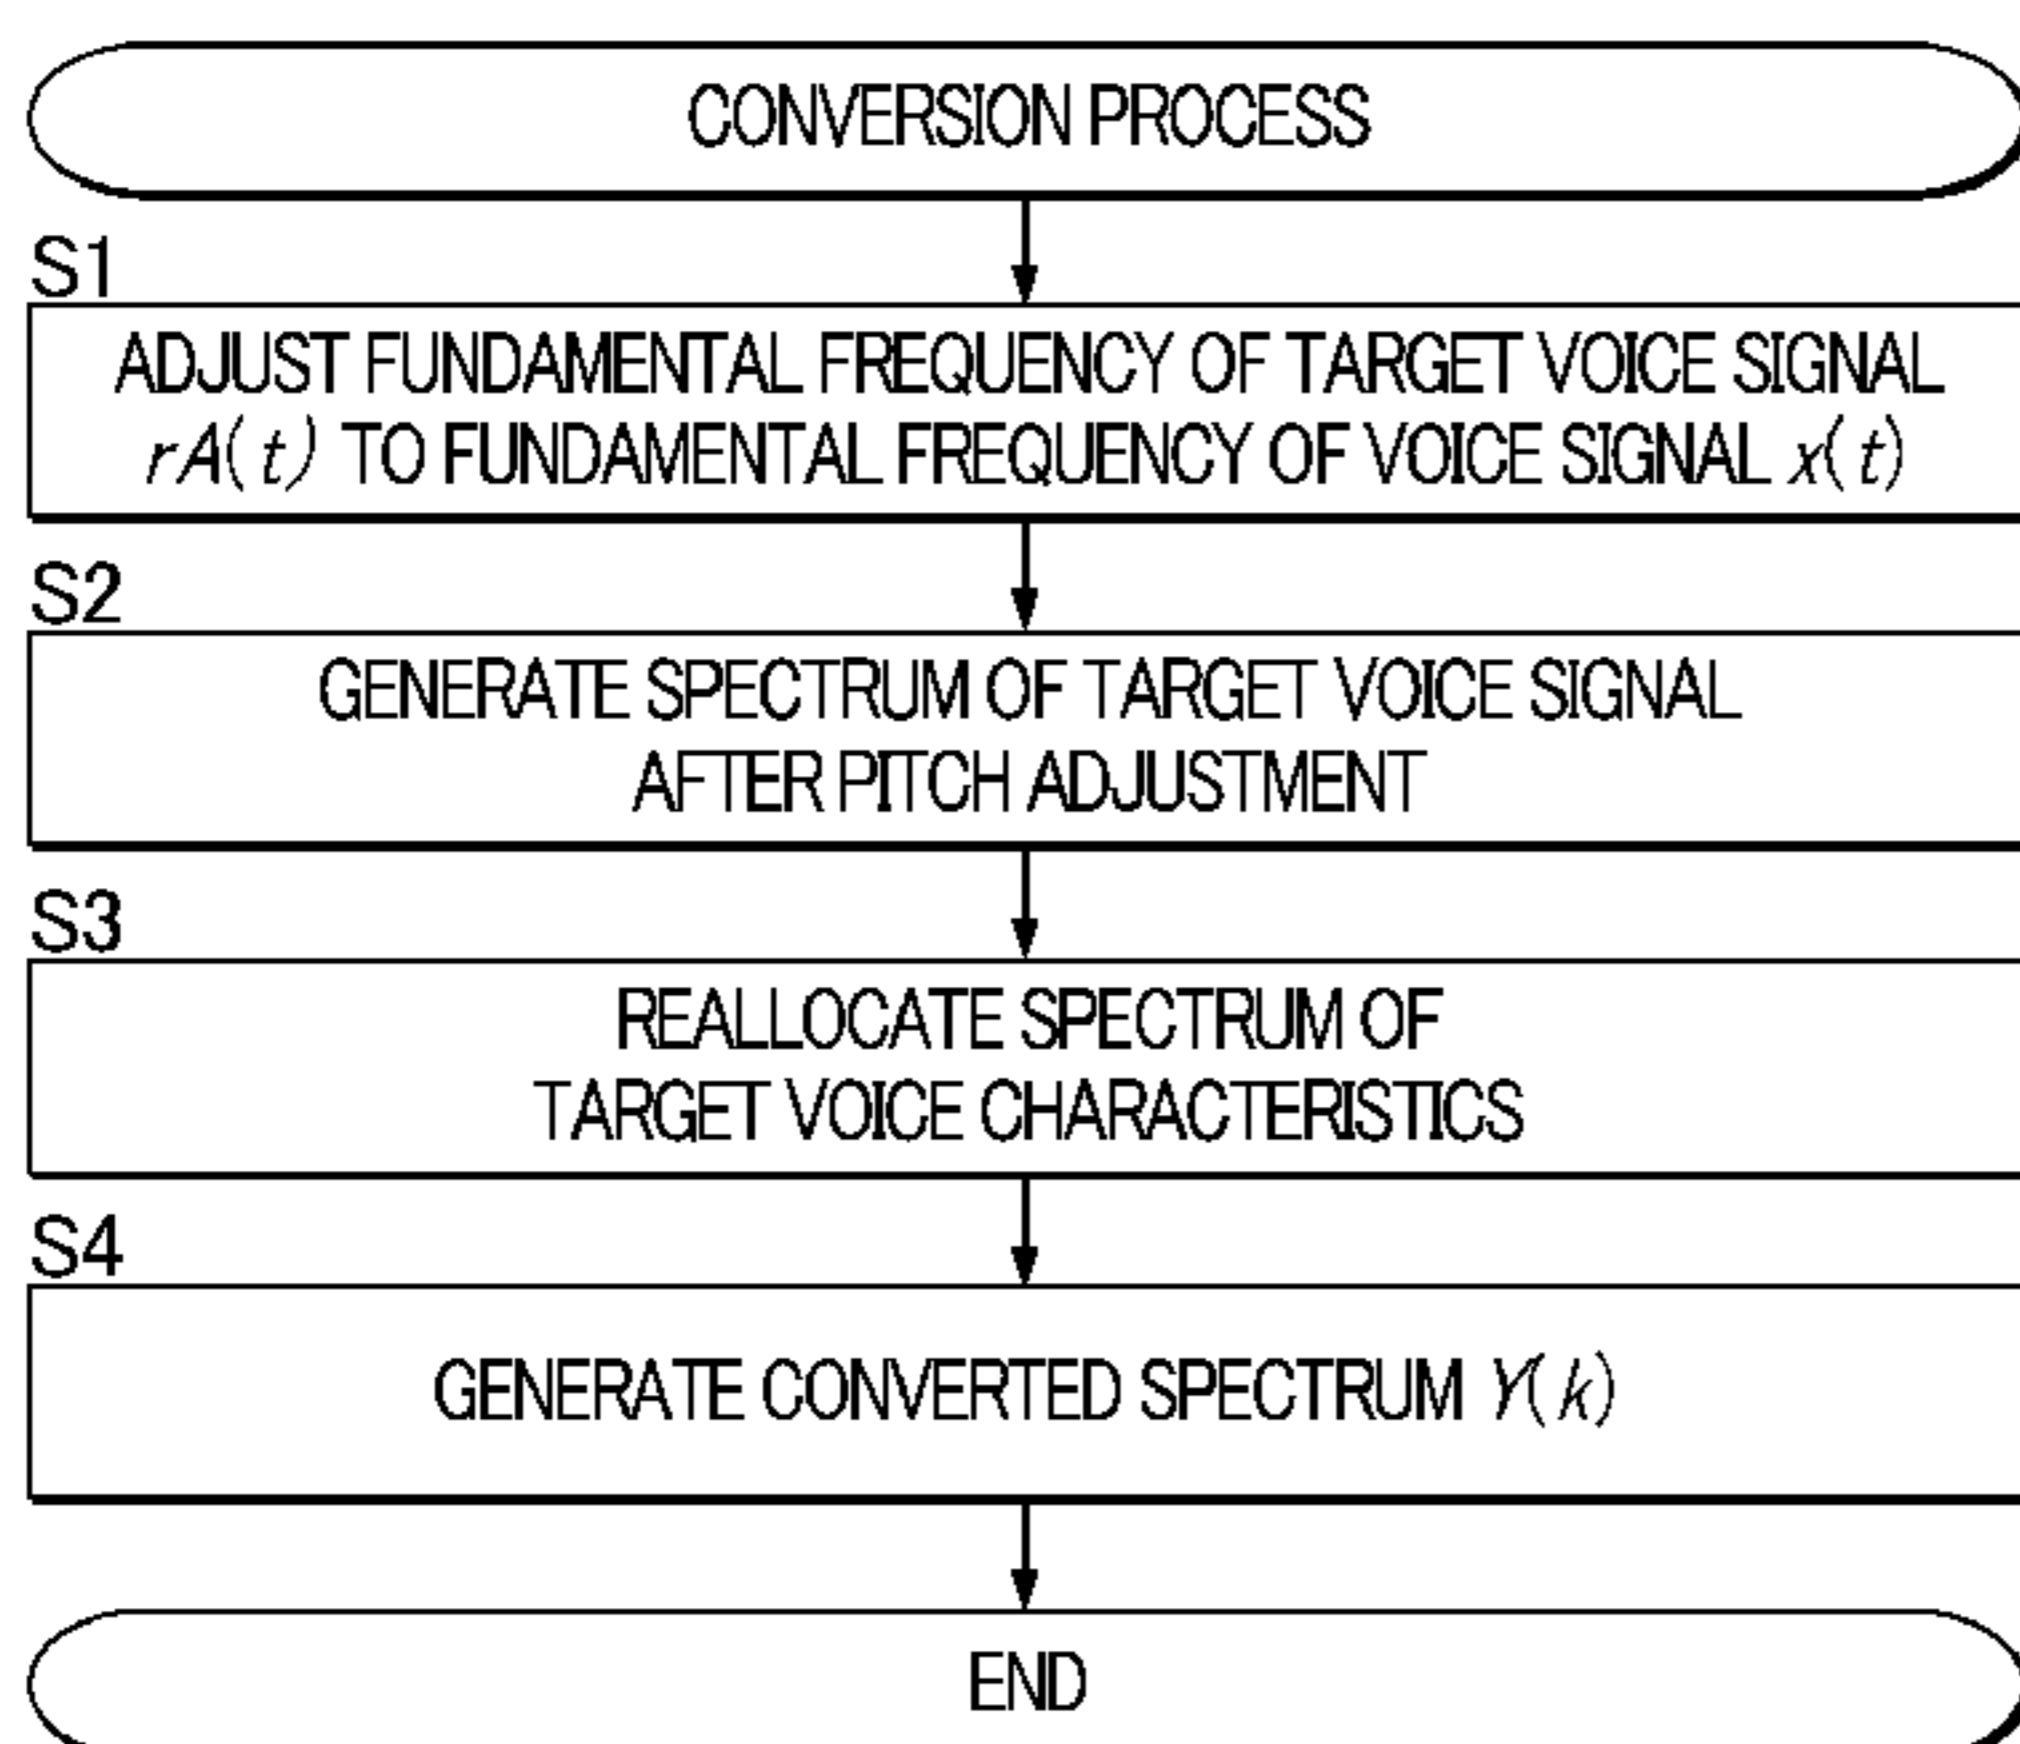 CONVERSION PROCESS
S1
ADJUST FUNDAMENTAL FREQUENCY OF TARGET VOICE SIGNAL
rA(t) TO FUNDAMENTAL FREQUENCY OF VOICE SIGNAL x(t)
S2
GENERATE SPECTRUM OF TARGET VOICE SIGNAL
AFTER PITCH ADJUSTMENT
S3
REALLOCATE SPECTRUM OF
TARGET VOICE CHARACTERISTICS
S4
GENERATE CONVERTED SPECTRUM Y(k)
END